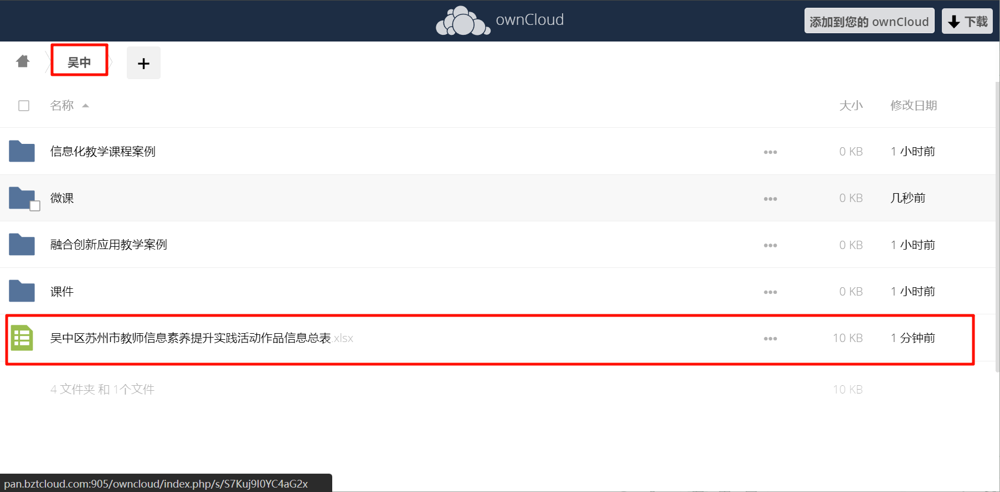 ownCloud
添加到您的 ownCloud
下载
吴中
+
名称 大小 修改日期
信息化教学课程案例 ••• 0 KB 1 小时前
微课 ••• 0 KB 几秒前
融合创新应用教学案例 ••• 0 KB 1 小时前
课件 ••• 0 KB 1 小时前
吴中区苏州市教师信息素养提升实践活动作品信息总表.xlsx ••• 10 KB 1 分钟前
4 文件夹 和 1个文件 10 KB
pan.bztcloud.com:905/owncloud/index.php/s/S7Kuj9I0YC4aG2x